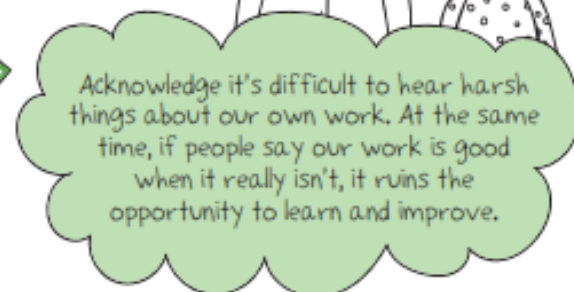 Acknowledge it's difficult to hear harsh
things about our own work. At the same
time, if people say our work is good
when it really isn't, it ruins the
opportunity to learn and improve.